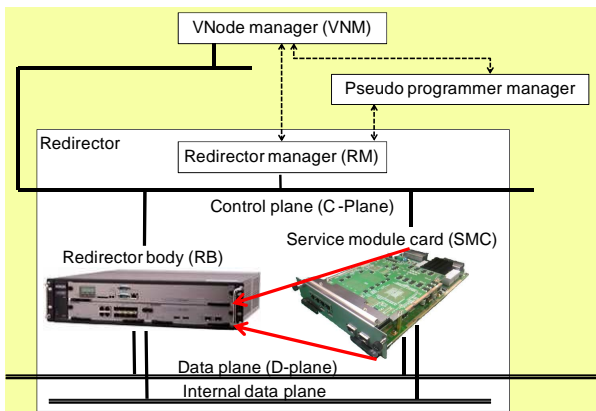 VNode manager (VNM)
Pseudo programmer manager
Redirector
Redirector manager (RM)
Control plane (C -Plane)
Service module card (SMC)
Redirector body (RB)
Data plane (D-plane)
Internal data plane